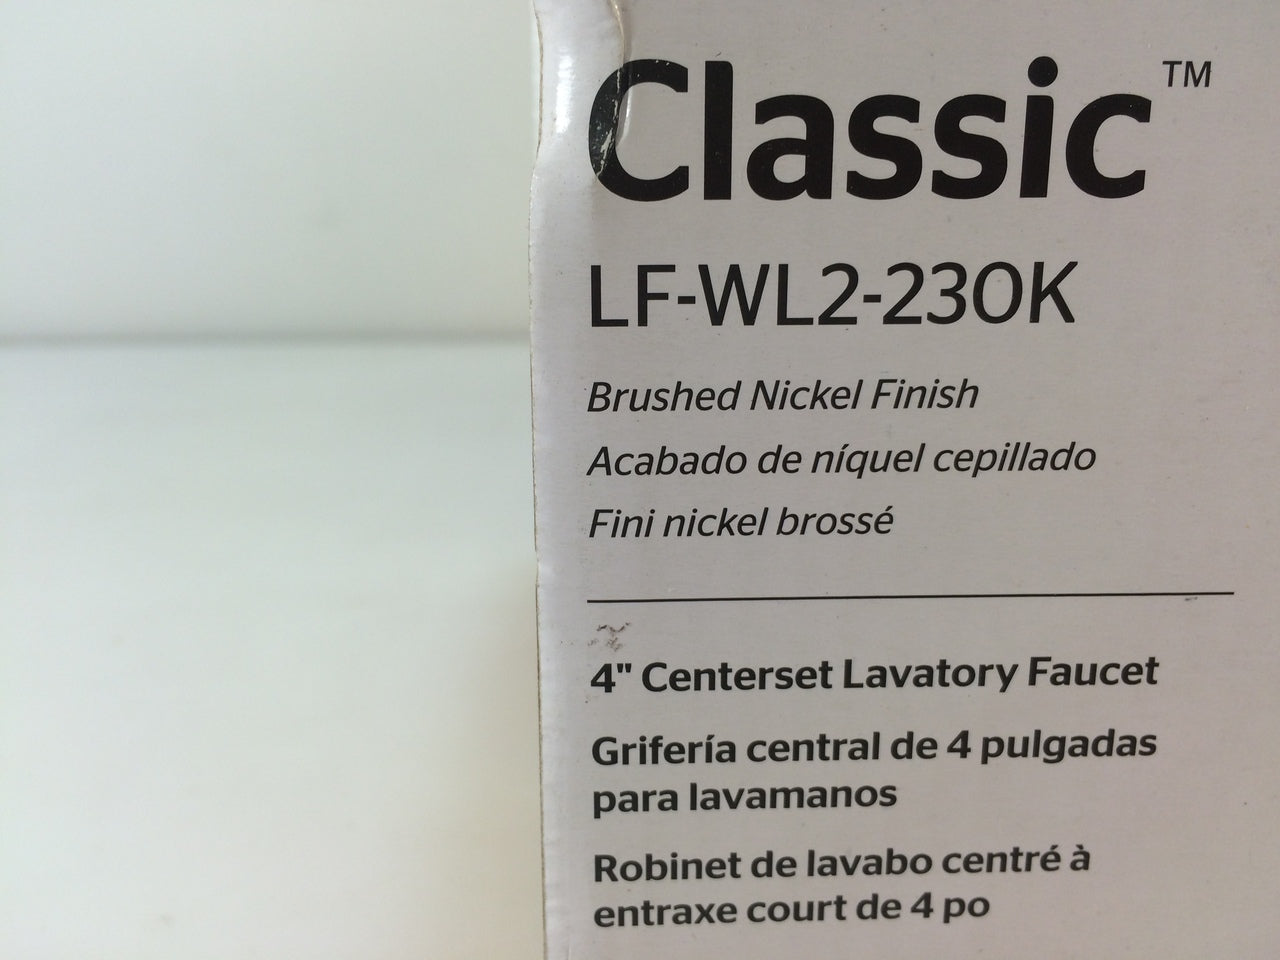 Classic™
LF-WL2-230K
Brushed Nickel Finish
Acabado de níquel cepillado
Fini nickel brossé
4" Centerset Lavatory Faucet
Grifería central de 4 pulgadas
para lavamanos
Robinet de lavabo centré à
entraxe court de 4 po